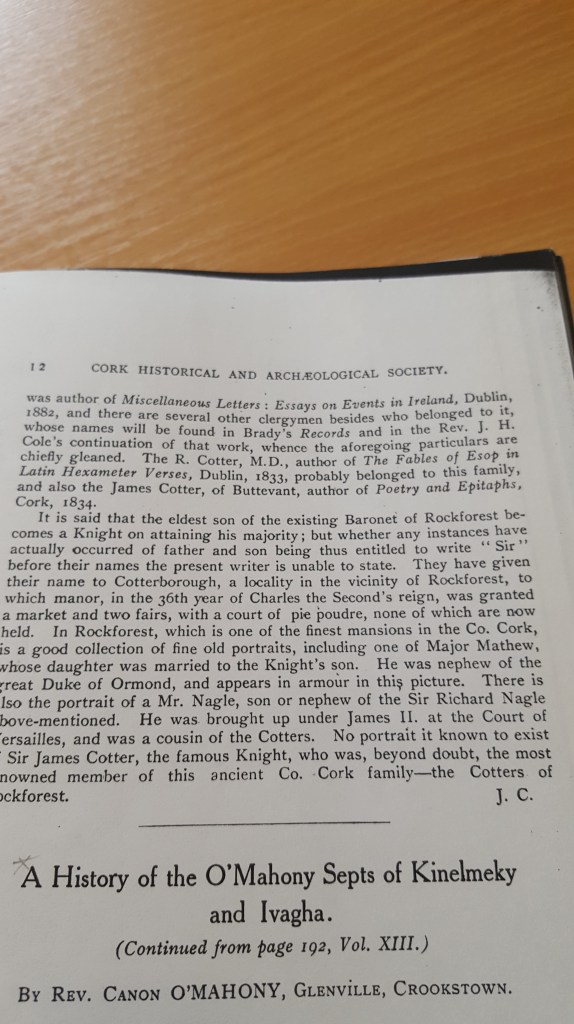 12 CORK HISTORICAL AND ARCHÆOLOGICAL SOCIETY.
was author of Miscellaneous Letters : Essays on Events in Ireland, Dublin,
1882, and there are several other clergymen besides who belonged to it,
whose names will be found in Brady's Records and in the Rev. J. H.
Cole's continuation of that work, whence the aforegoing particulars are
chiefly gleaned. The R. Cotter, M.D., author of The Fables of Esop in
Latin Hexameter Verses, Dublin, 1833, probably belonged to this family,
and also the James Cotter, of Buttevant, author of Poetry and Epitaphs,
Cork, 1834.
It is said that the eldest son of the existing Baronet of Rockforest be-
comes a Knight on attaining his majority ; but whether any instances have
actually occurred of father and son being thus entitled to write "Sir"
before their names the present writer is unable to state. They have given
their name to Cotterborough, a locality in the vicinity of Rockforest, to
which manor, in the 36th year of Charles the Second's reign, was granted
a market and two fairs, with a court of pie poudre, none of which are now
held. In Rockforest, which is one of the finest mansions in the Co. Cork,
is a good collection of fine old portraits, including one of Major Mathew,
whose daughter was married to the Knight's son. He was nephew of the
great Duke of Ormond, and appears in armour in this picture. There is
lso the portrait of a Mr. Nagle, son or nephew of the Sir Richard Nagle
bove-mentioned. He was brought up under James II. at the Court of
ersailles, and was a cousin of the Cotters. No portrait it known to exist
Sir James Cotter, the famous Knight, who was, beyond doubt, the most
nowned member of this ancient Co. Cork family—the Cotters of
ockforest. J. C.
A History of the O'Mahony Septs of Kinelmeky
and Ivagha.
(Continued from page 192, Vol. XIII.)
BY REV. CANON O'MAHONY, GLENVILLE, CROOKSTOWN.